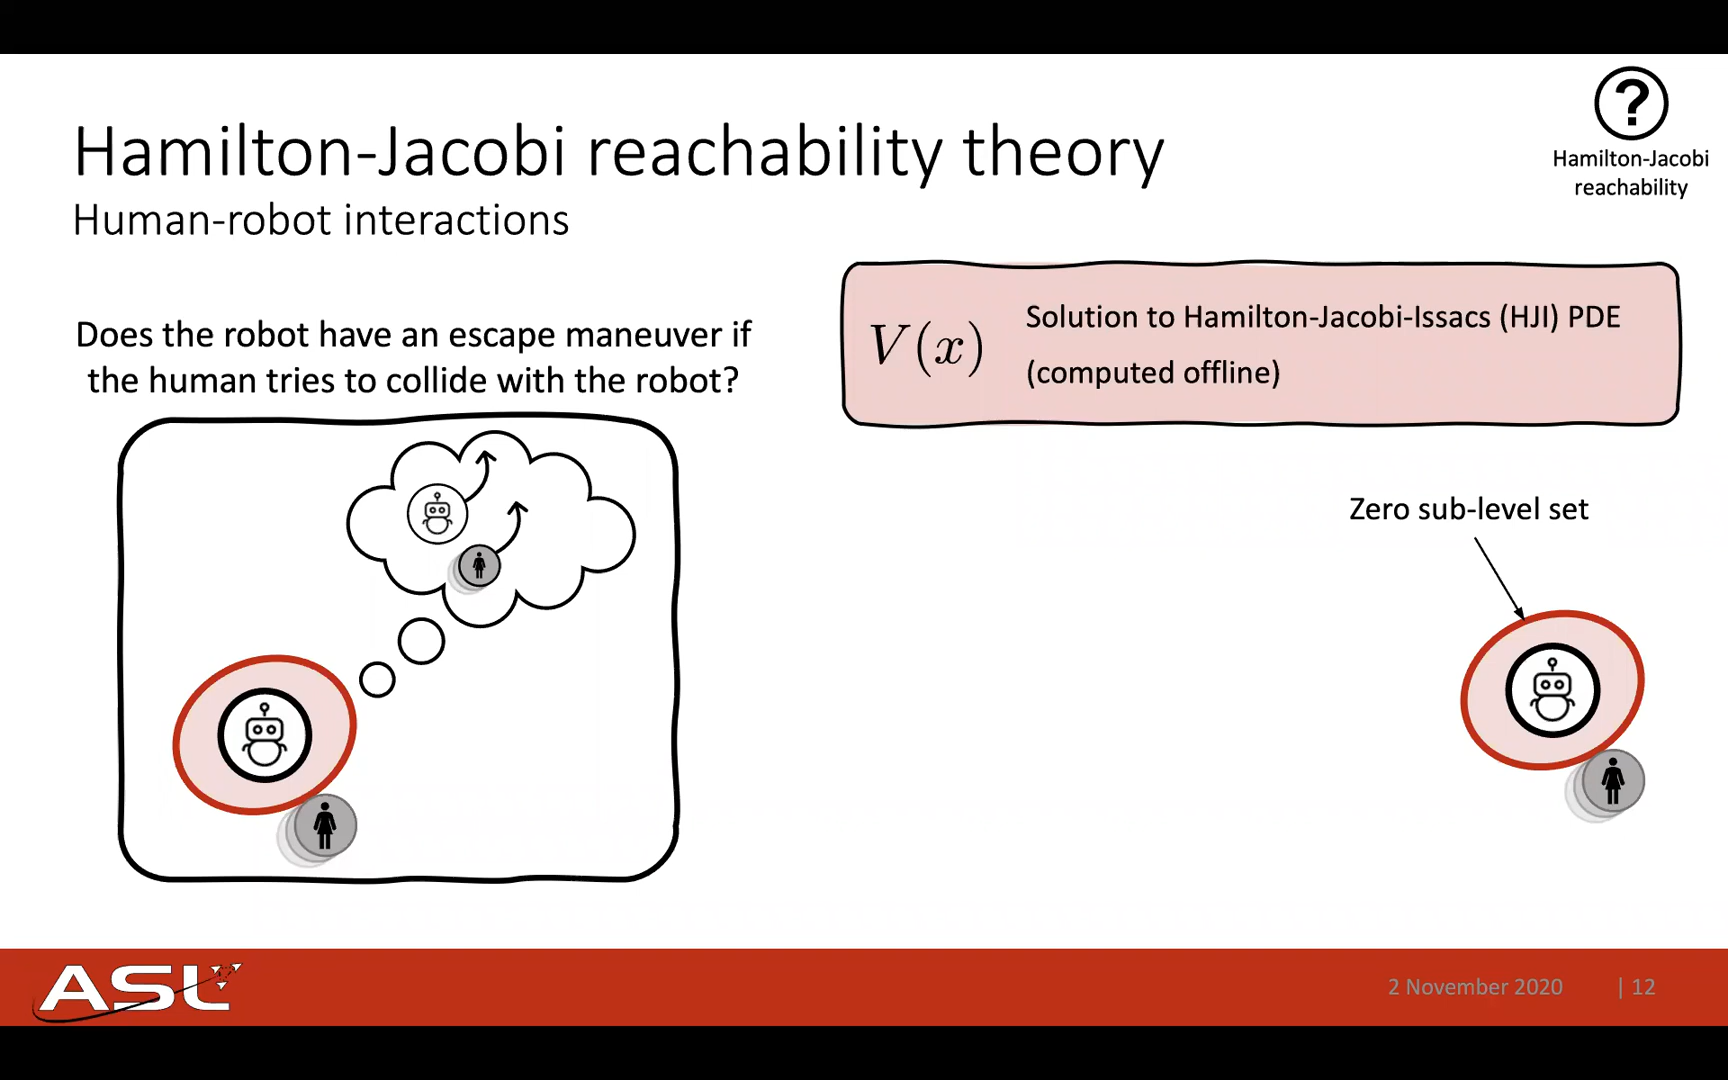 ?
Hamilton-Jacobi
reachability
Hamilton-Jacobi reachability theory
Human-robot interactions
Does the robot have an escape maneuver if
the human tries to collide with the robot?
V(x)
Solution to Hamilton-Jacobi-Issacs (HJI) PDE
(computed offline)
Zero sub-level set
ASL
2 November 2020 | 12